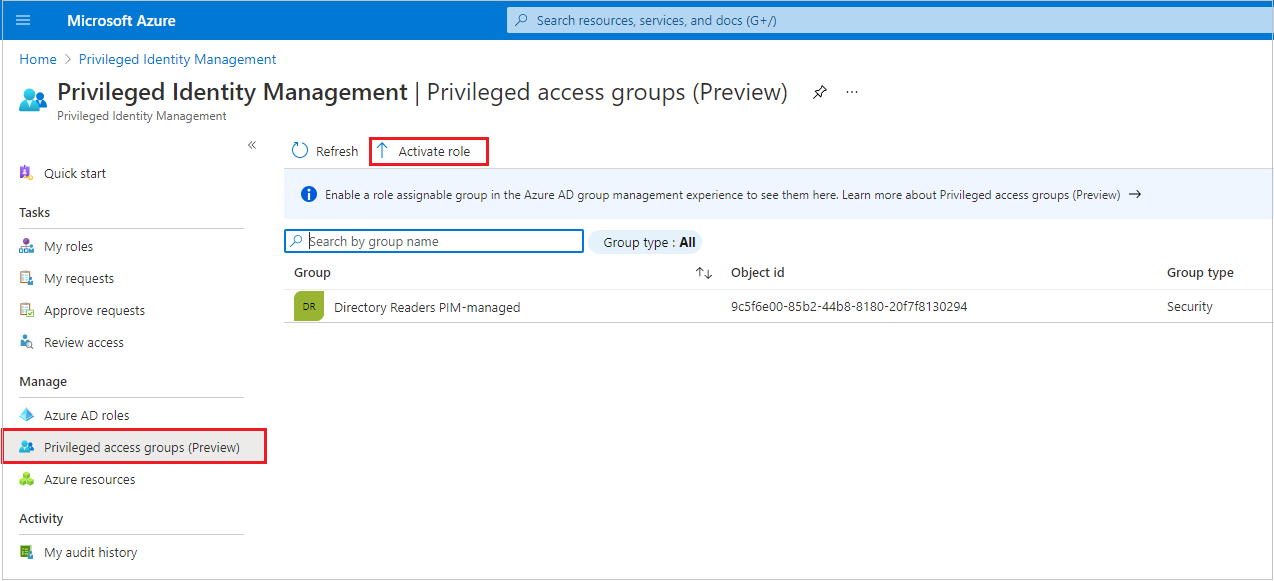 Microsoft Azure
Search resources, services, and docs (G+/)
Home > Privileged Identity Management
Privileged Identity Management | Privileged access groups (Preview)
Privileged Identity Management
Quick start
Tasks
My roles
My requests
Approve requests
Review access
Manage
Azure AD roles
Privileged access groups (Preview)
Azure resources
Activity
My audit history
Refresh
Activate role
Enable a role assignable group in the Azure AD group management experience to see them here. Learn more about Privileged access groups (Preview) →
Search by group name
Group type : All
Group Object id Group type
DR Directory Readers PIM-managed 9c5f6e00-85b2-44b8-8180-20f7f8130294 Security